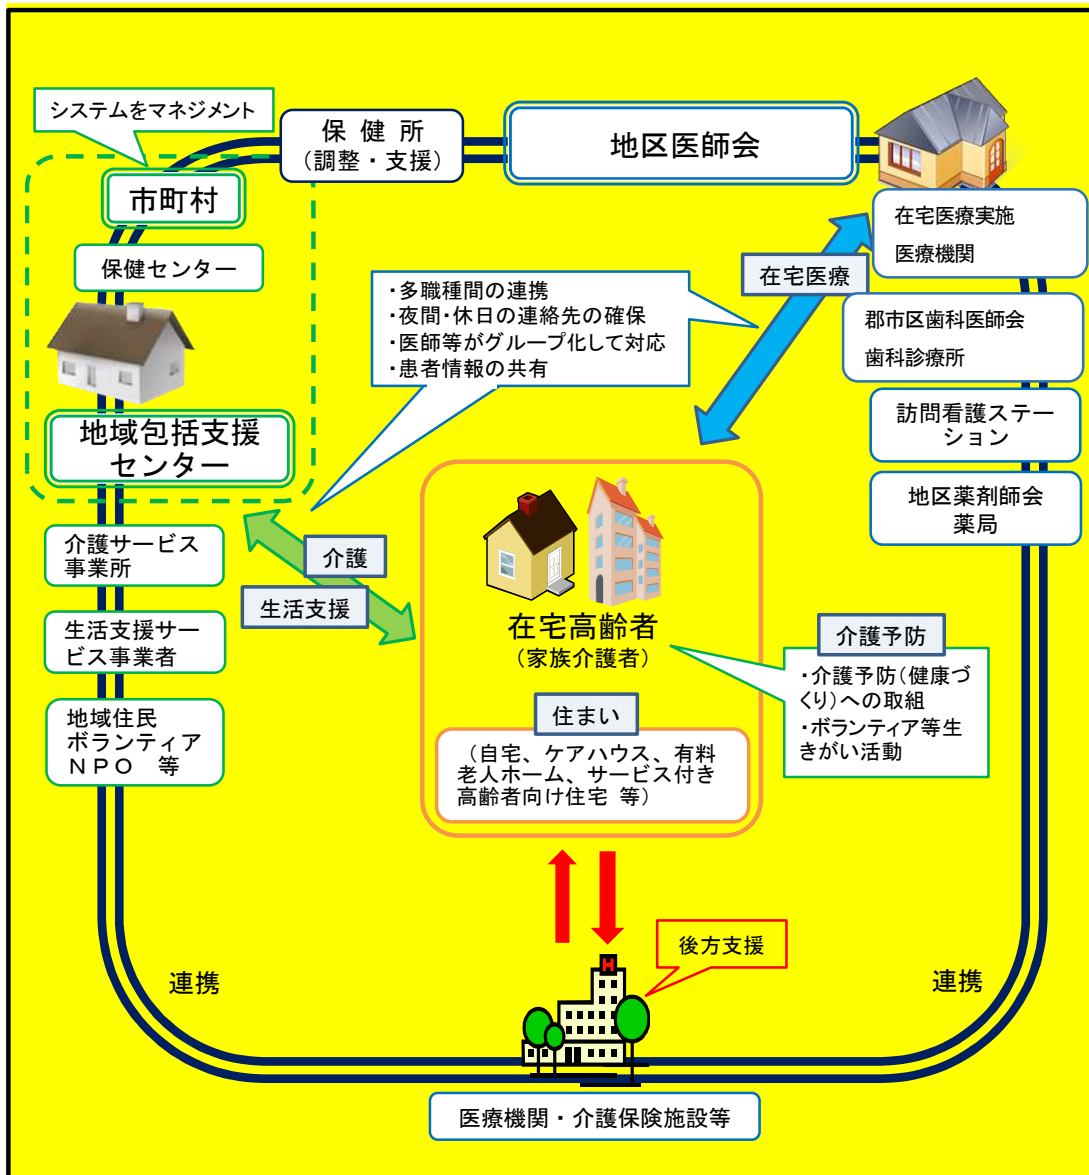 システムをマネジメント
保 健 所
（調整・支援）
地区医師会
市町村
保健センター
地域包括支援
センター
在宅医療実施
医療機関
在宅医療
・多職種間の連携
・夜間・休日の連絡先の確保
・医師等がグループ化して対応
・患者情報の共有
郡市区歯科医師会
歯科診療所
訪問看護ステー
ション
地区薬剤師会
薬局
介護サービス
事業所
介護
生活支援
生活支援サー
ビス事業者
地域住民
ボランティア
ＮＰＯ　等
在宅高齢者
（家族介護者）
住まい
（自宅、ケアハウス、有料
老人ホーム、サービス付き
高齢者向け住宅 等）
介護予防
・介護予防（健康づ
くり）への取組
・ボランティア等生
きがい活動
後方支援
H
連携
連携
医療機関・介護保険施設等